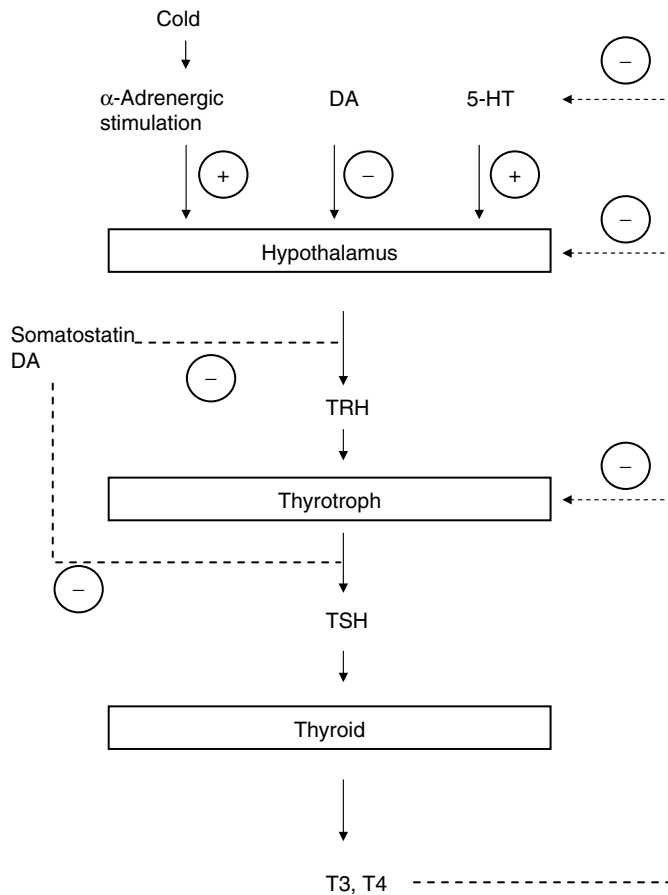 Cold
−
α-Adrenergic
stimulation
DA
5-HT
+
−
+
−
Hypothalamus
Somatostatin
DA
−
TRH
−
Thyrotroph
−
TSH
Thyroid
T3, T4